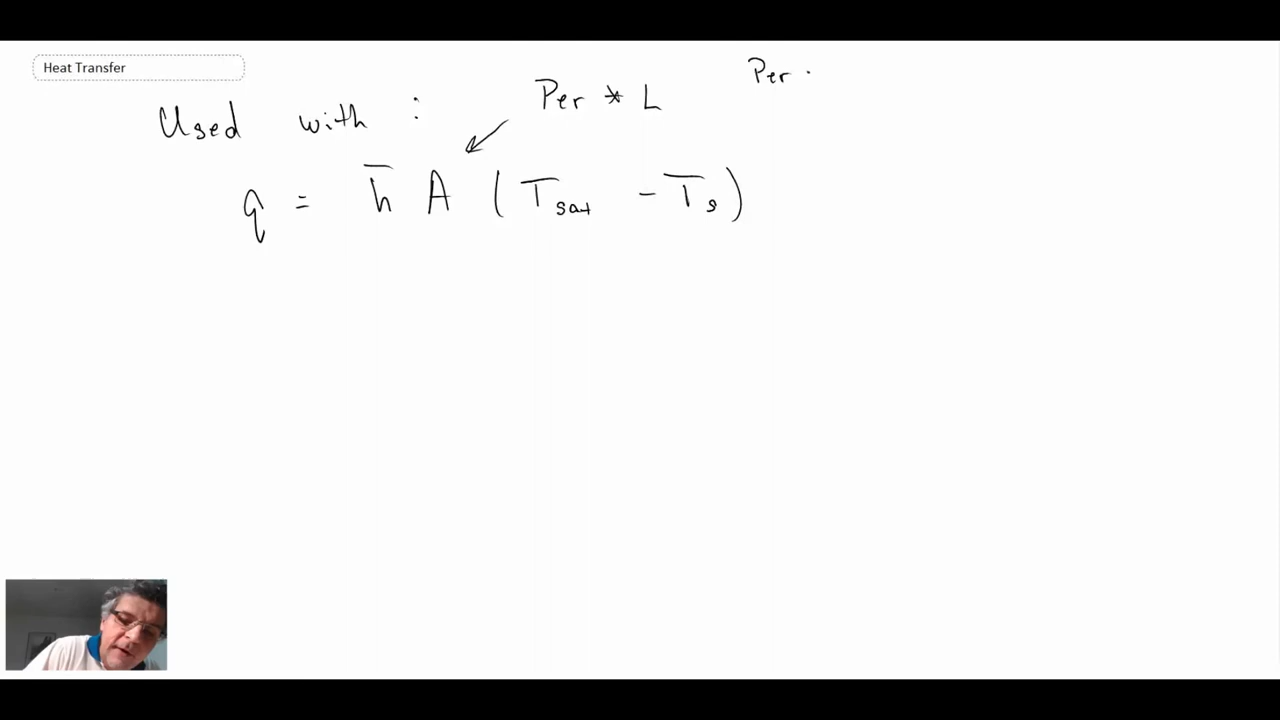 Heat Transfer
Per .
Used with :
Per * L
q = h̅ A ( Tsat - Ts )